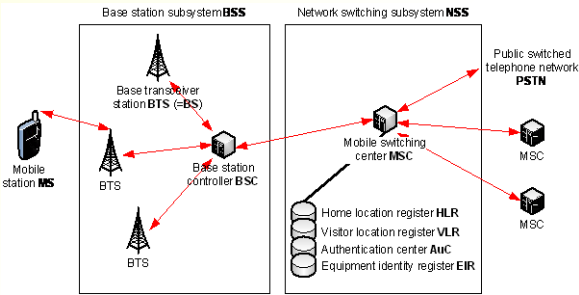 Base station subsystem BSS
Network switching subsystem NSS
Public switched
telephone network
PSTN
Base transceiver
station BTS (=BS)
Mobile
station MS
BTS
Base station
controller BSC
Mobile switching
center MSC
MSC
MSC
BTS
Home location register HLR
Visitor location register VLR
Authentication center AuC
Equipment identity register EIR